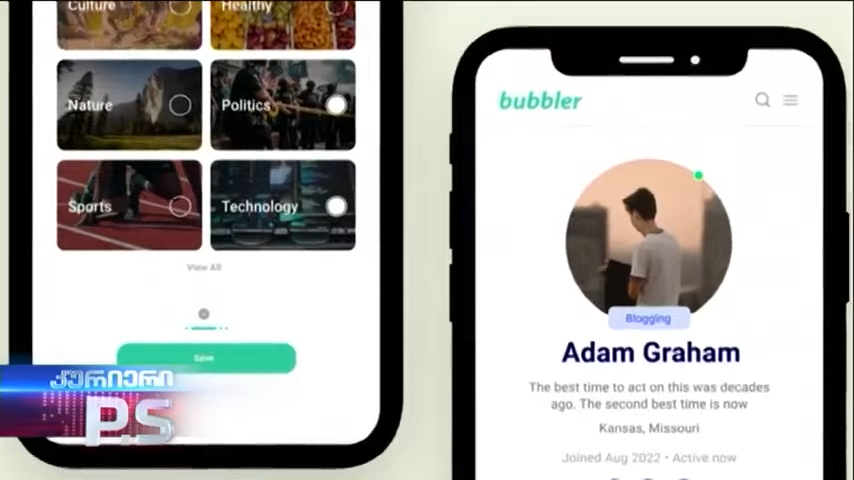 Culture
Healthy
Nature
Politics
Sports
Technology
View All
Save
bubbler
Blogging
Adam Graham
The best time to act on this was decades
ago. The second best time is now
Kansas, Missouri
Joined Aug 2022 • Active now
კურიერი
P.S